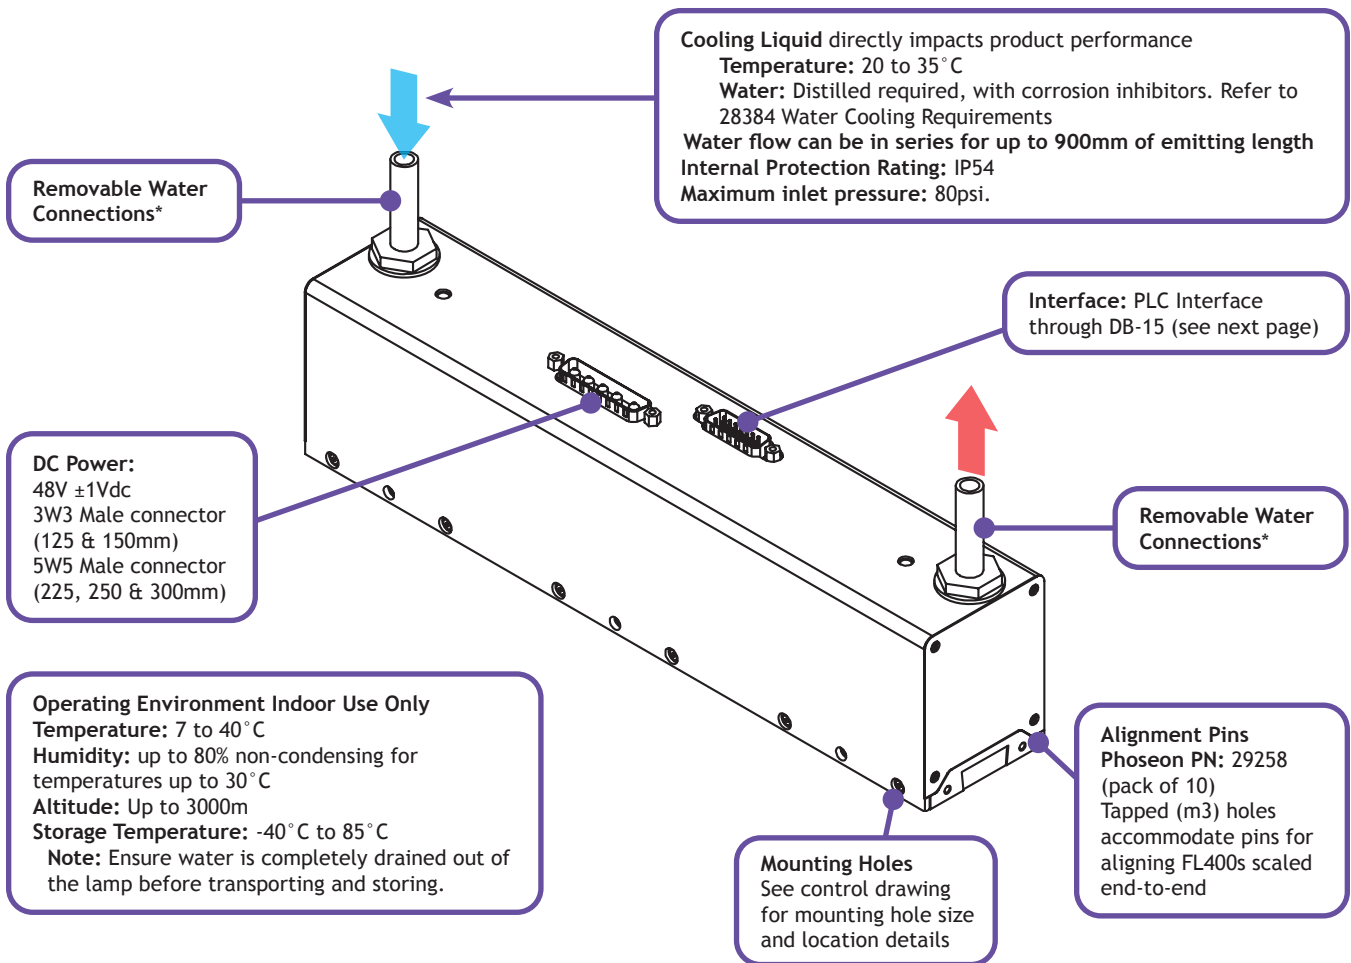 Cooling Liquid directly impacts product performance
Temperature: 20 to 35°C
Water: Distilled required, with corrosion inhibitors. Refer to
28384 Water Cooling Requirements
Water flow can be in series for up to 900mm of emitting length
Internal Protection Rating: IP54
Maximum inlet pressure: 80psi.
Removable Water
Connections*
Interface: PLC Interface
through DB-15 (see next page)
DC Power:
48V ±1Vdc
3W3 Male connector
(125 & 150mm)
5W5 Male connector
(225, 250 & 300mm)
Removable Water
Connections*
Operating Environment Indoor Use Only
Temperature: 7 to 40°C
Humidity: up to 80% non-condensing for
temperatures up to 30°C
Altitude: Up to 3000m
Storage Temperature: -40°C to 85°C
Note: Ensure water is completely drained out of
the lamp before transporting and storing.
Alignment Pins
Phoseon PN: 29258
(pack of 10)
Tapped (m3) holes
accommodate pins for
aligning FL400s scaled
end-to-end
Mounting Holes
See control drawing
for mounting hole size
and location details